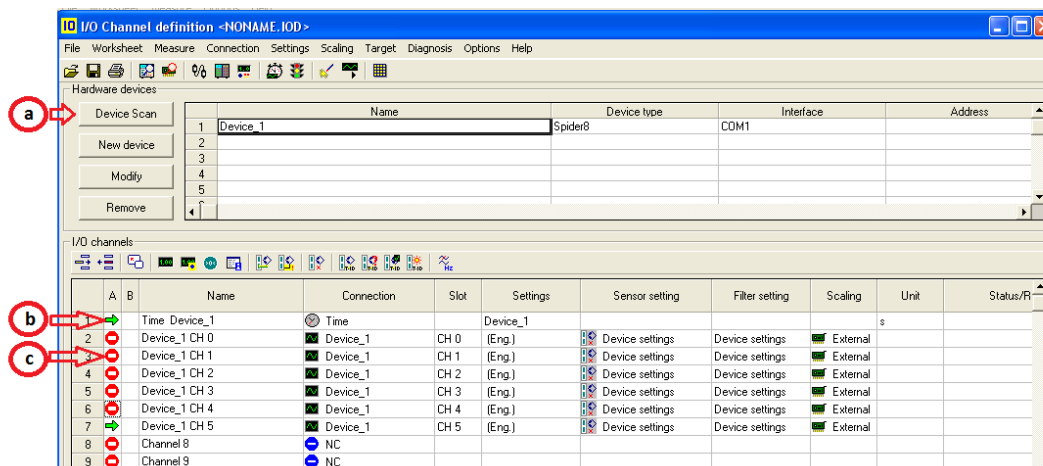 I/O Channel definition <NONAME.IOD>
File Worksheet Measure Connection Settings Scaling Target Diagnosis Options Help
Hardware devices
a
Device Scan
New device
Modify
Remove
Name Device type Interface Address
1 Device_1 Spider8 COM1
2
3
4
5
I/O channels
A B Name Connection Slot Settings Sensor setting Filter setting Scaling Unit Status/R
b
1 Time Device_1 Time Device_1 s
2 Device_1 CH 0 Device_1 CH 0 (Eng.) Device settings Device settings External
c
3 Device_1 CH 1 Device_1 CH 1 (Eng.) Device settings Device settings External
4 Device_1 CH 2 Device_1 CH 2 (Eng.) Device settings Device settings External
5 Device_1 CH 3 Device_1 CH 3 (Eng.) Device settings Device settings External
6 Device_1 CH 4 Device_1 CH 4 (Eng.) Device settings Device settings External
7 Device_1 CH 5 Device_1 CH 5 (Eng.) Device settings Device settings External
8 Channel 8 NC
9 Channel 9 NC